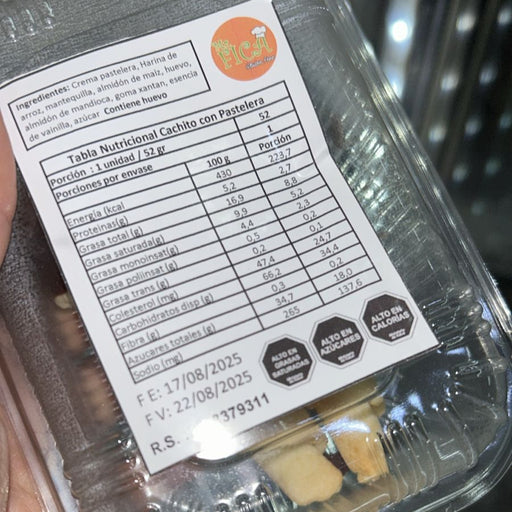 FICA
Ingredientes: Crema pastelera, Harina de
arroz, mantequilla, almidón de maíz, huevo,
almidón de mandioca, goma xantan, esencia
de vainilla, azúcar Contiene huevo
Tabla Nutricional Cachito con Pastelera
Porción : 1 unidad / 52 gr 52
Porciones por envase 1
100 g Porción
Energía (kcal 430 223,7
Proteinas(g) 5,2 2,7
Grasa total (g) 16,9 8,8
Grasa saturada(g) 9,9 5,2
Grasa monoinsat(g) 4,4 2,3
Grasa poliinsat (g) 0,5 0,2
Grasa trans (g) 0,2 0,1
Colesterol (mg) 47,4 24,7
Carbohidratos disp (g) 66,2 34,4
Fibra (g) 0,3 0,2
Azucares totales (g) 34,7 18,0
Sodio (mg) 265 137,6
F E: 17/08/2025
F V: 22/08/2025
R.S. 379311
ALTO EN
GRASAS
SATURADAS
ALTO EN
AZÚCARES
ALTO EN
CALORÍAS